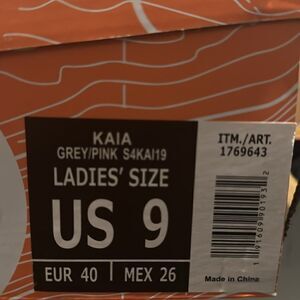 KAIA
GREY/PINK S4KAI19
LADIES' SIZE
US 9
EUR 40 MEX 26
ITM./ART.
1769643
Made in China